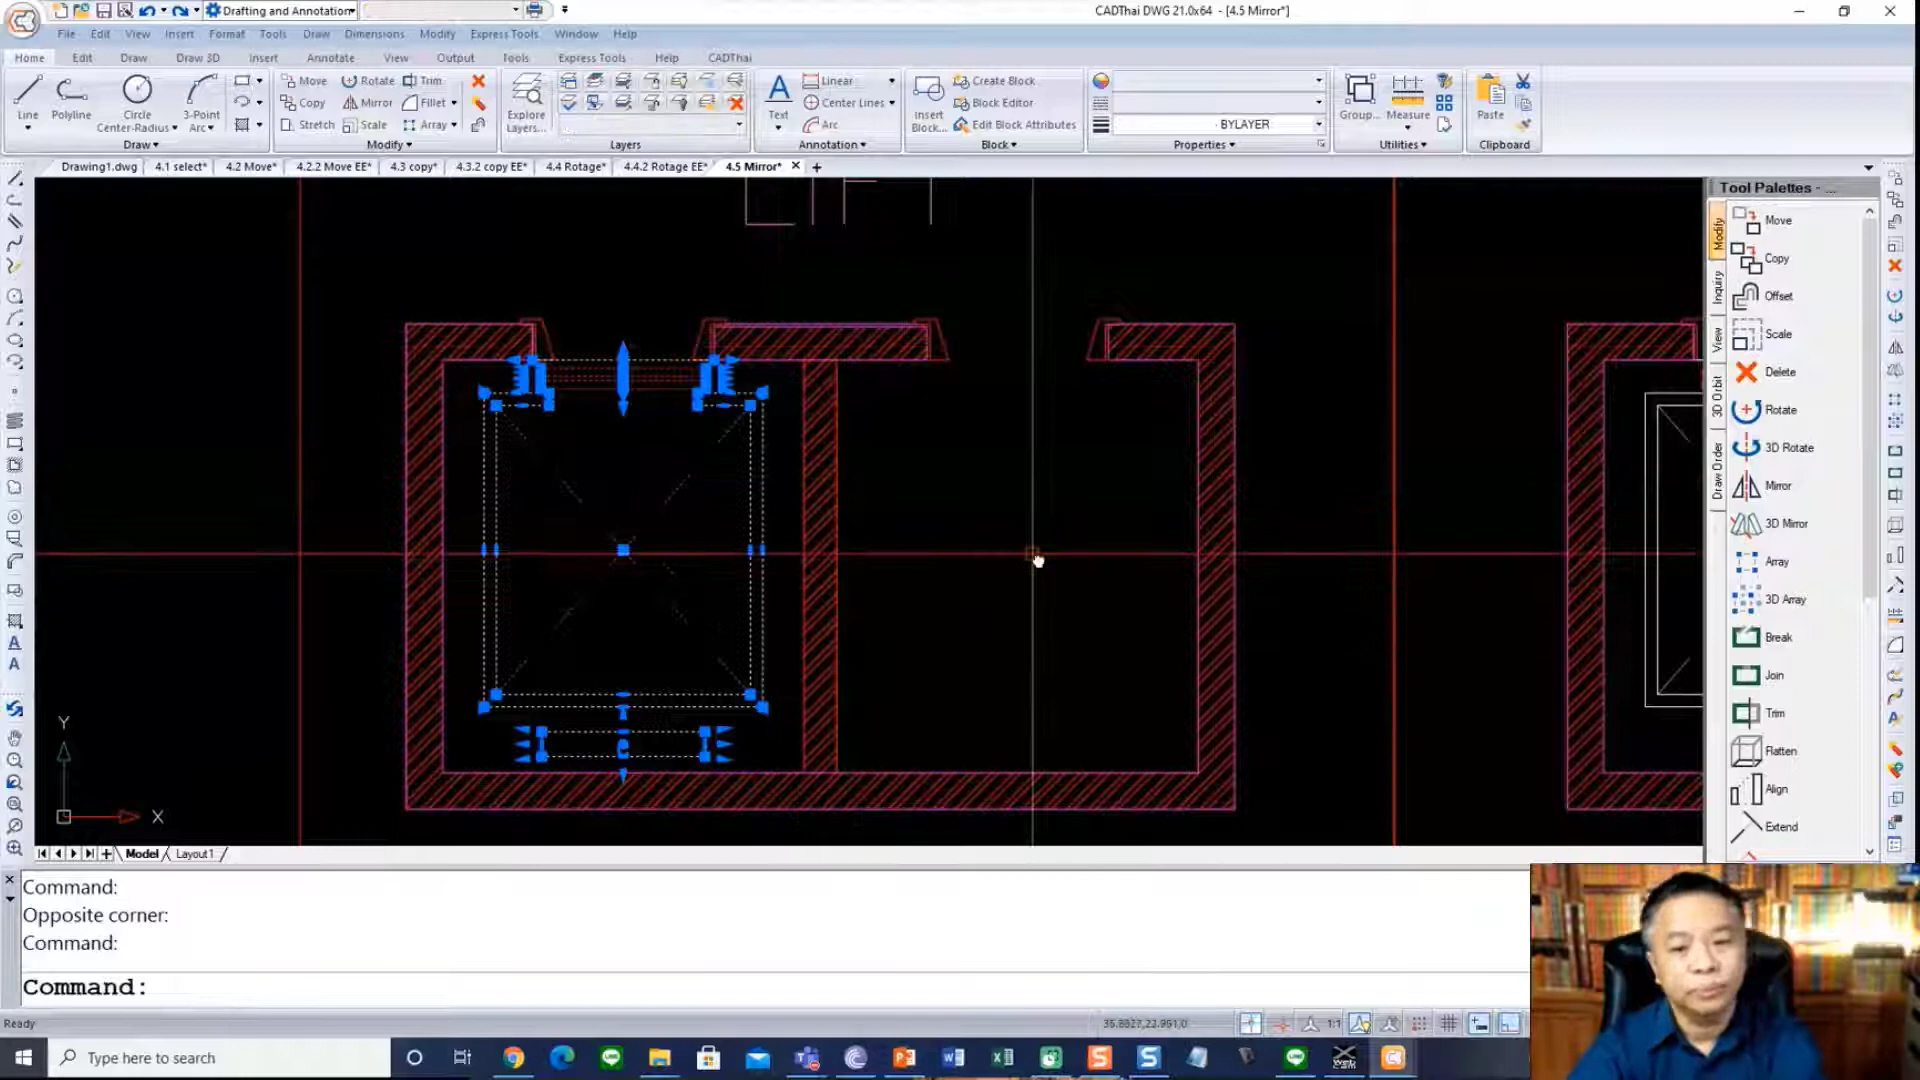 Drafting and Annotation
CADThai DWG 21.0x64 - [4.5 Mirror*]
File Edit View Insert Format Tools Draw Dimensions Modify Express Tools Window Help
Home Edit Draw Draw 3D Insert Annotate View Output Tools Express Tools Help CADThai
Move Rotate Trim
Copy Mirror Fillet
Stretch Scale Array
Line Polyline
Circle Center-Radius
3-Point Arc
Explore Layers...
Text
Linear
Center Lines
Arc
Insert Block...
Create Block
Block Editor
Edit Block Attributes
BYLAYER
Group... Measure Paste
Draw Modify Layers Annotation Block Properties Utilities Clipboard
Drawing1.dwg 4.1 select* 4.2 Move* 4.2.2 Move EE* 4.3 copy* 4.3.2 copy EE* 4.4 Rotage* 4.4.2 Rotage EE* 4.5 Mirror*
Tool Palettes - ...
Modify
Inquiry
View
3D Orbit
Draw Order
Move
Copy
Offset
Scale
Delete
Rotate
3D Rotate
Mirror
3D Mirror
Array
3D Array
Break
Join
Trim
Flatten
Align
Extend
Y
X
Model Layout1
Command:
Opposite corner:
Command:
Command:
Ready
36.8827,22.961,0
1:1
Type here to search